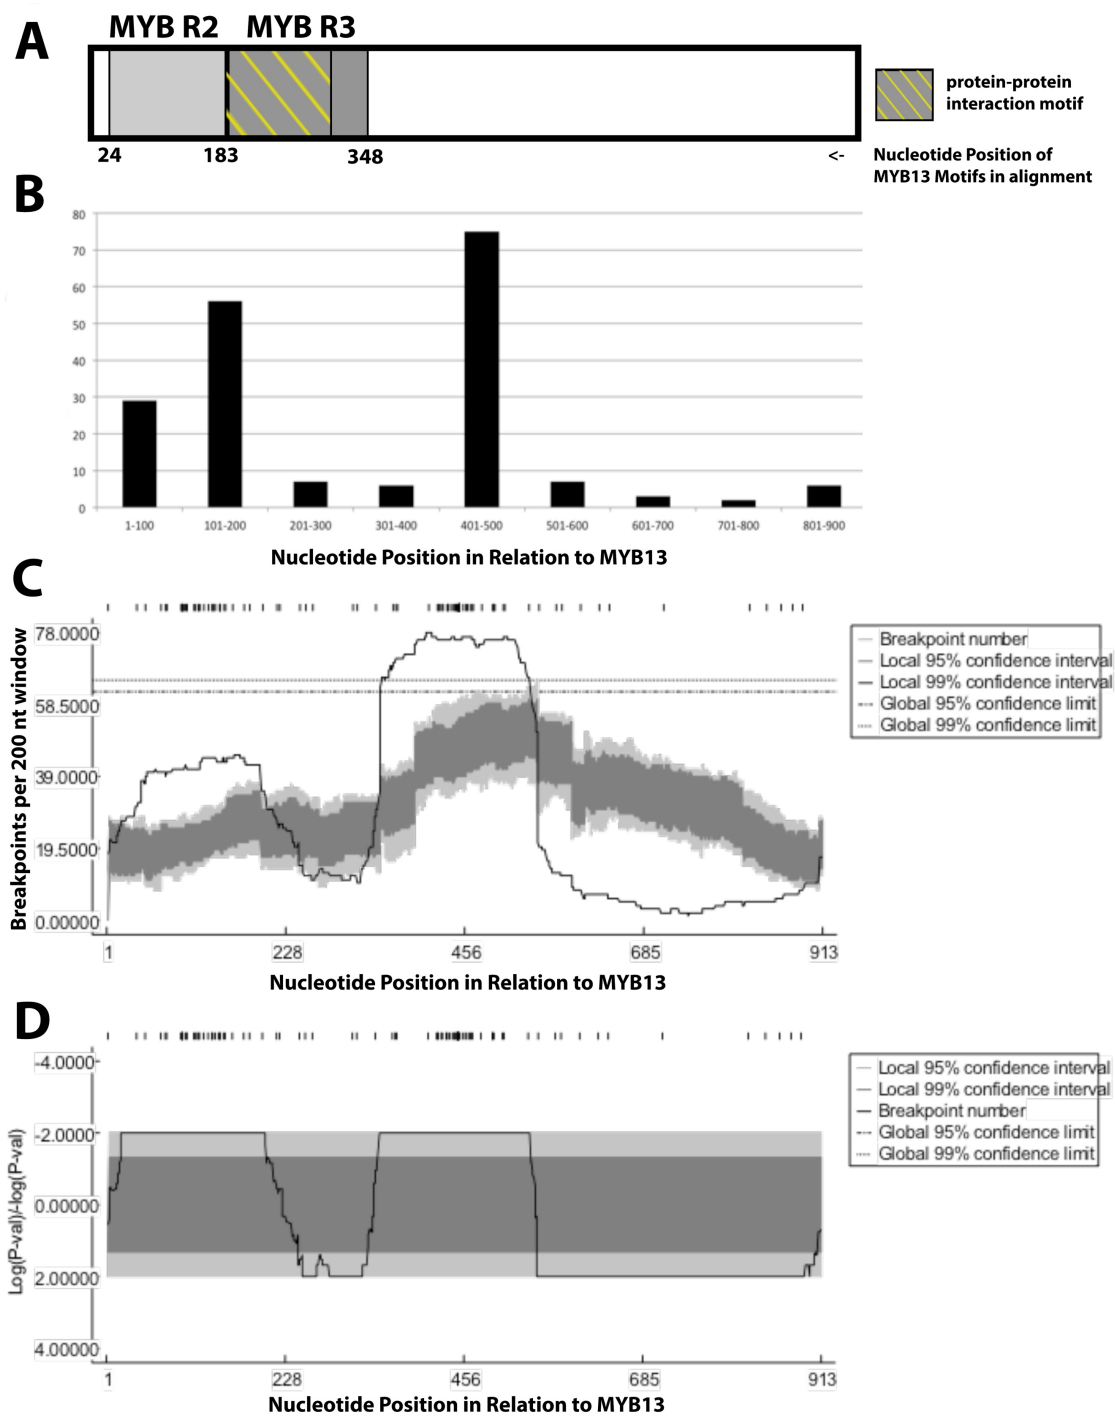 A
MYB R2 MYB R3
24 183 348 <-
protein-protein
interaction motif
Nucleotide Position of
MYB13 Motifs in alignment
B
80
70
60
50
40
30
20
10
0
1-100 101-200 201-300 301-400 401-500 501-600 601-700 701-800 801-900
Nucleotide Position in Relation to MYB13
C
Breakpoints per 200 nt window
78.0000
58.5000
39.0000
19.5000
0.00000
1 228 456 685 913
Nucleotide Position in Relation to MYB13
Breakpoint number
Local 95% confidence interval
Local 99% confidence interval
Global 95% confidence limit
Global 99% confidence limit
D
Log(P-val)/-log(P-val)
-4.0000
-2.0000
0.00000
2.00000
4.00000
1 228 456 685 913
Nucleotide Position in Relation to MYB13
Local 95% confidence interval
Local 99% confidence interval
Breakpoint number
Global 95% confidence limit
Global 99% confidence limit